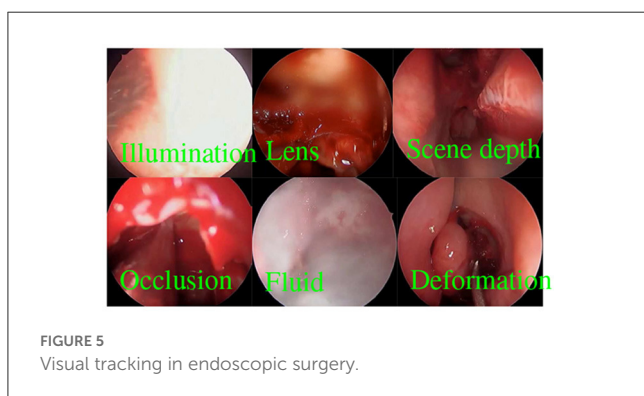 Illumination Lens Scene depth
Occlusion Fluid Deformation
FIGURE 5
Visual tracking in endoscopic surgery.